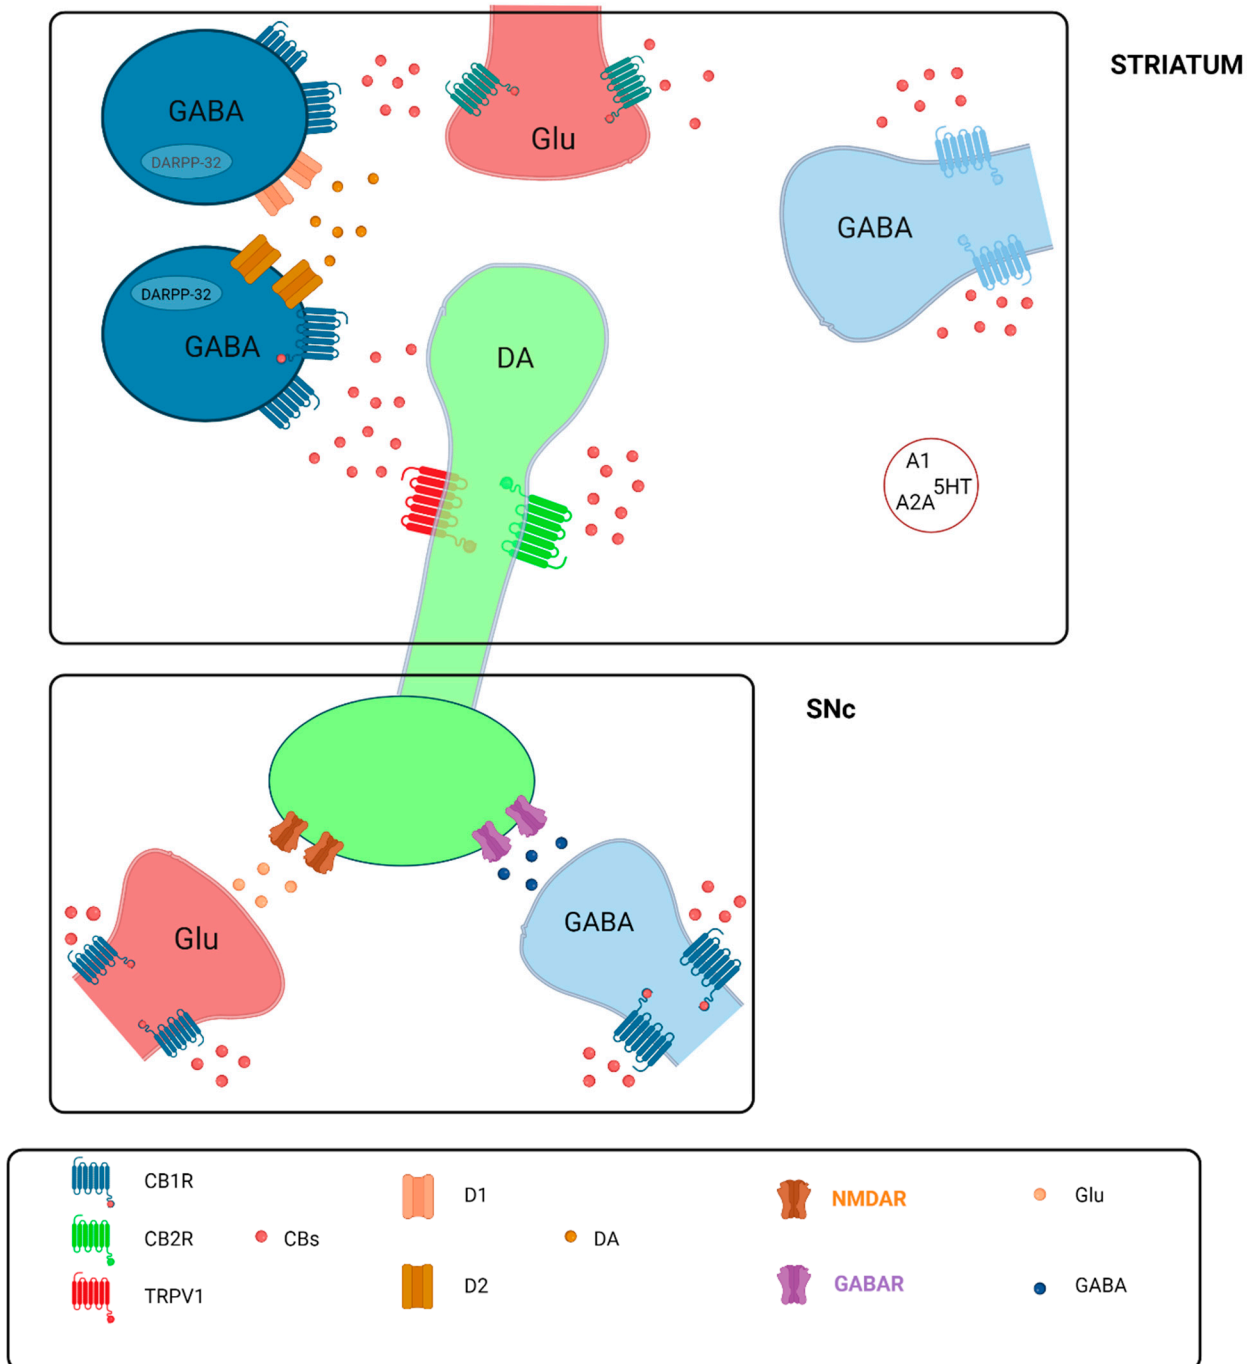 STRIATUM
GABA
DARPP-32
Glu
GABA
DARPP-32
GABA
DA
A1
5HT
A2A
SNc
Glu
GABA
CB1R
D1
NMDAR
Glu
CB2R
CBs
DA
TRPV1
D2
GABAR
GABA